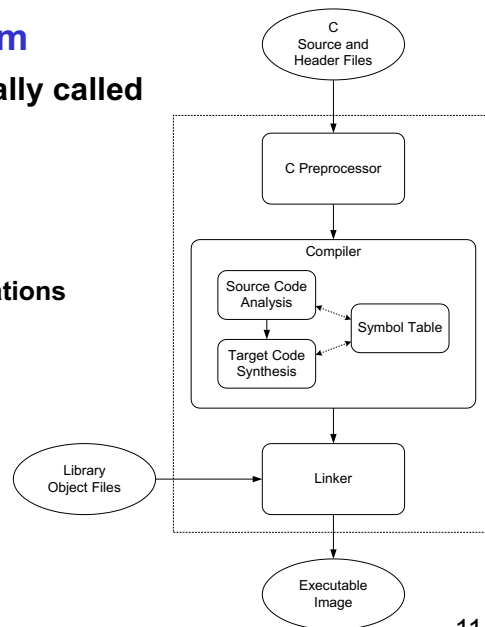 m
ally called
ations
C
Source and
Header Files
C Preprocessor
Compiler
Source Code
Analysis
Symbol Table
Target Code
Synthesis
Library
Object Files
Linker
Executable
Image
11